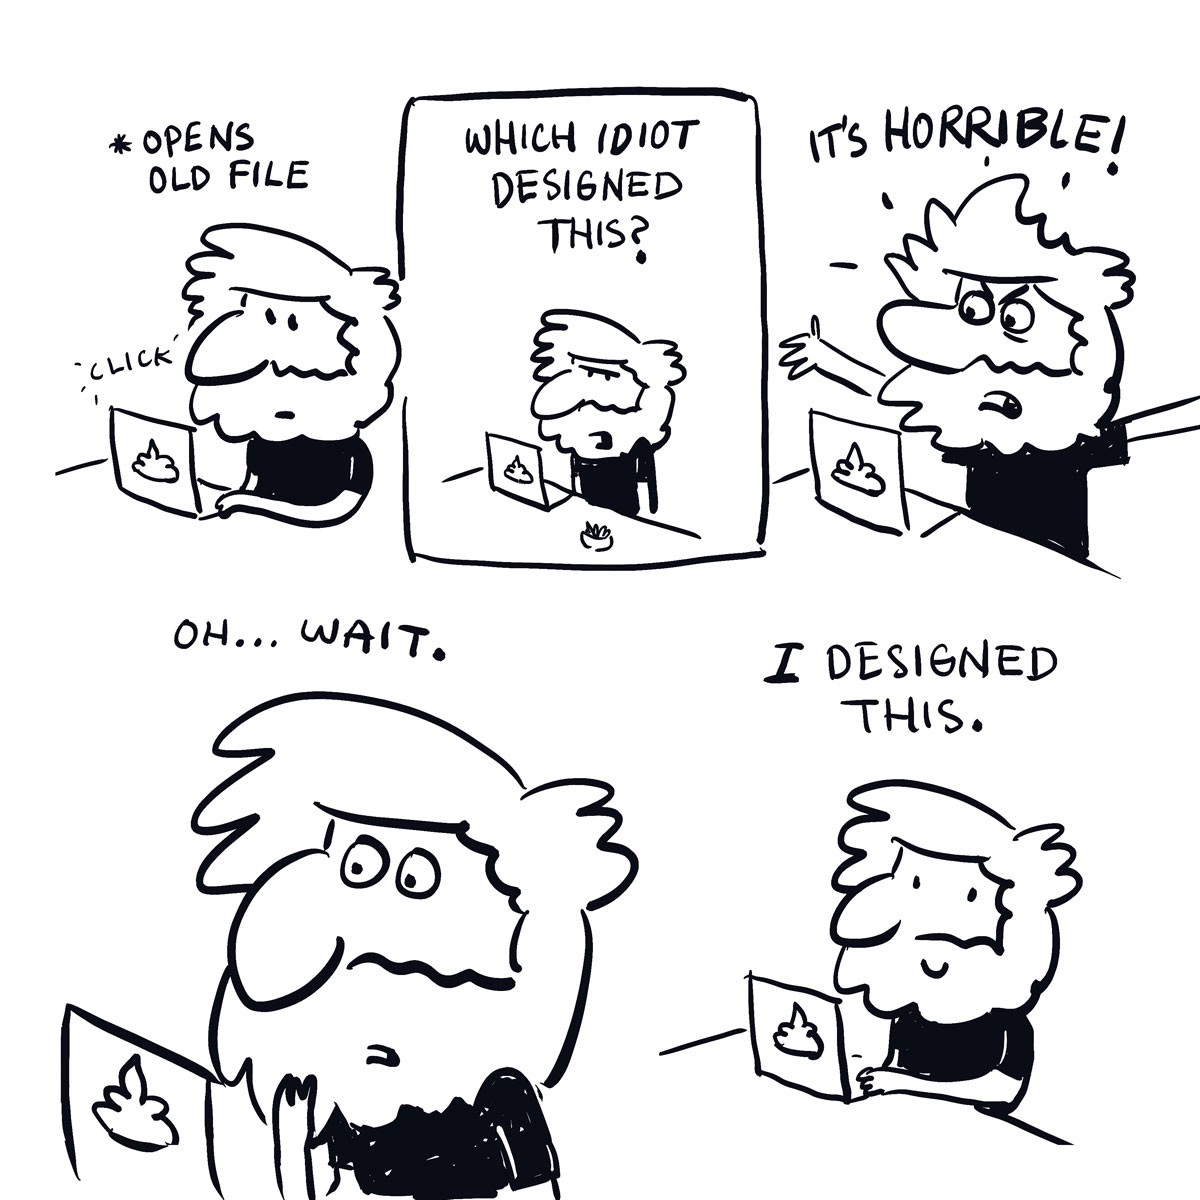 * OPENS
OLD FILE
CLICK
WHICH IDIOT
DESIGNED
THIS?
IT'S HORRIBLE!
OH... WAIT.
I DESIGNED
THIS.